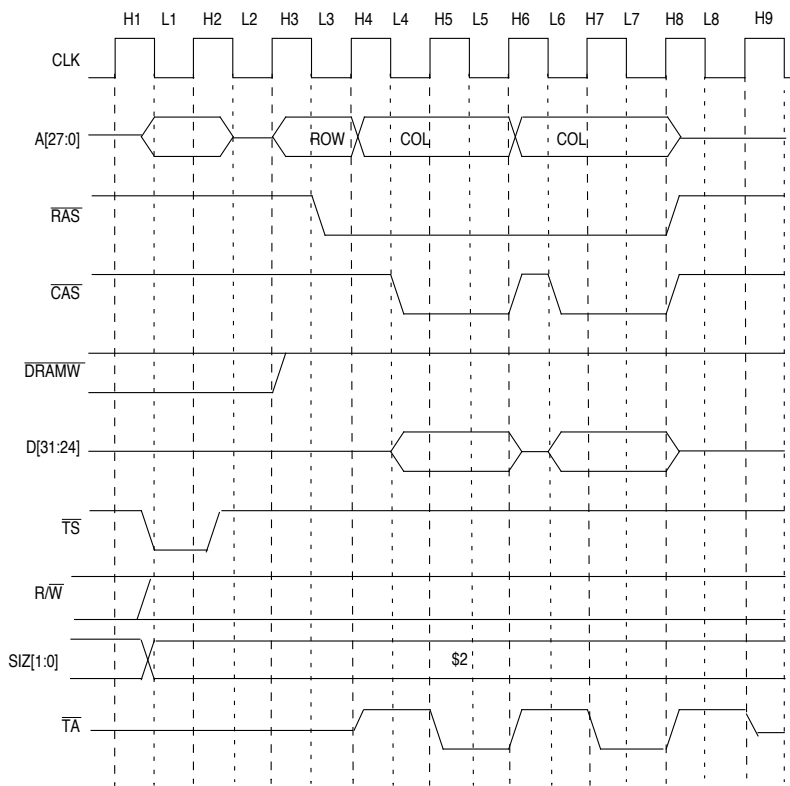 H1 L1 H2 L2 H3 L3 H4 L4 H5 L5 H6 L6 H7 L7 H8 L8 H9
CLK
A[27:0] ROW COL COL
RAS
CAS
DRAMW
D[31:24]
TS
R/W
SIZ[1:0] $2
TA